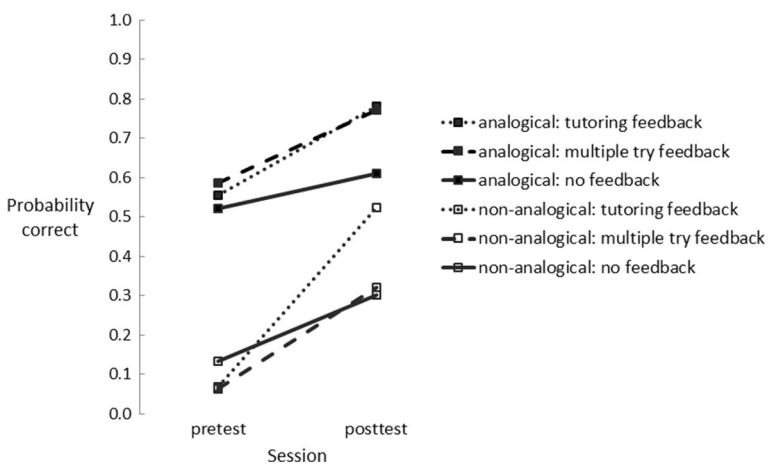 1.0
0.9
0.8
0.7
0.6
0.5
0.4
0.3
0.2
0.1
0.0
Probability
correct
pretest
posttest
Session
analogical: tutoring feedback
analogical: multiple try feedback
analogical: no feedback
non-analogical: tutoring feedback
non-analogical: multiple try feedback
non-analogical: no feedback